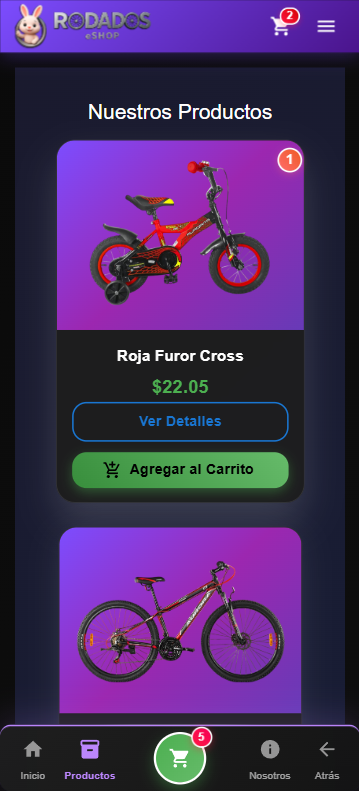 RODADOS
eSHOP
2
Nuestros Productos
1
Roja Furor Cross
$22.05
Ver Detalles
Agregar al Carrito
5
Inicio
Productos
Nosotros
Atrás